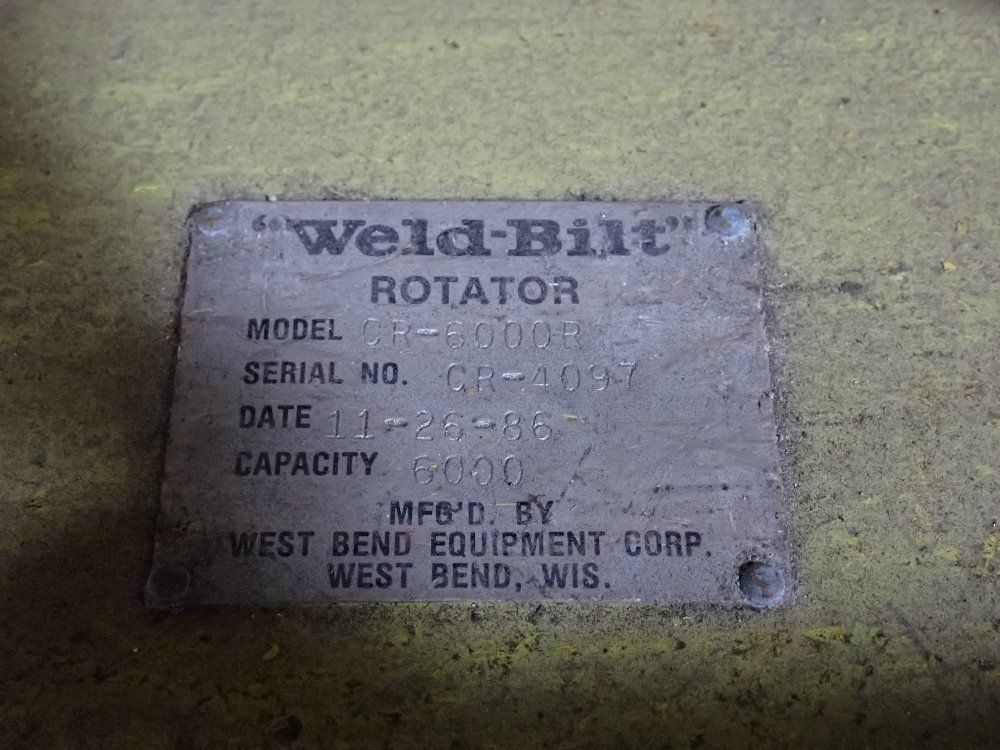 "Weld-Bilt"
ROTATOR
MODEL CR-6000R
SERIAL NO. CR-4097
DATE 11-26-86
CAPACITY 6000
MFG'D. BY
WEST BEND EQUIPMENT CORP.
WEST BEND, WIS.